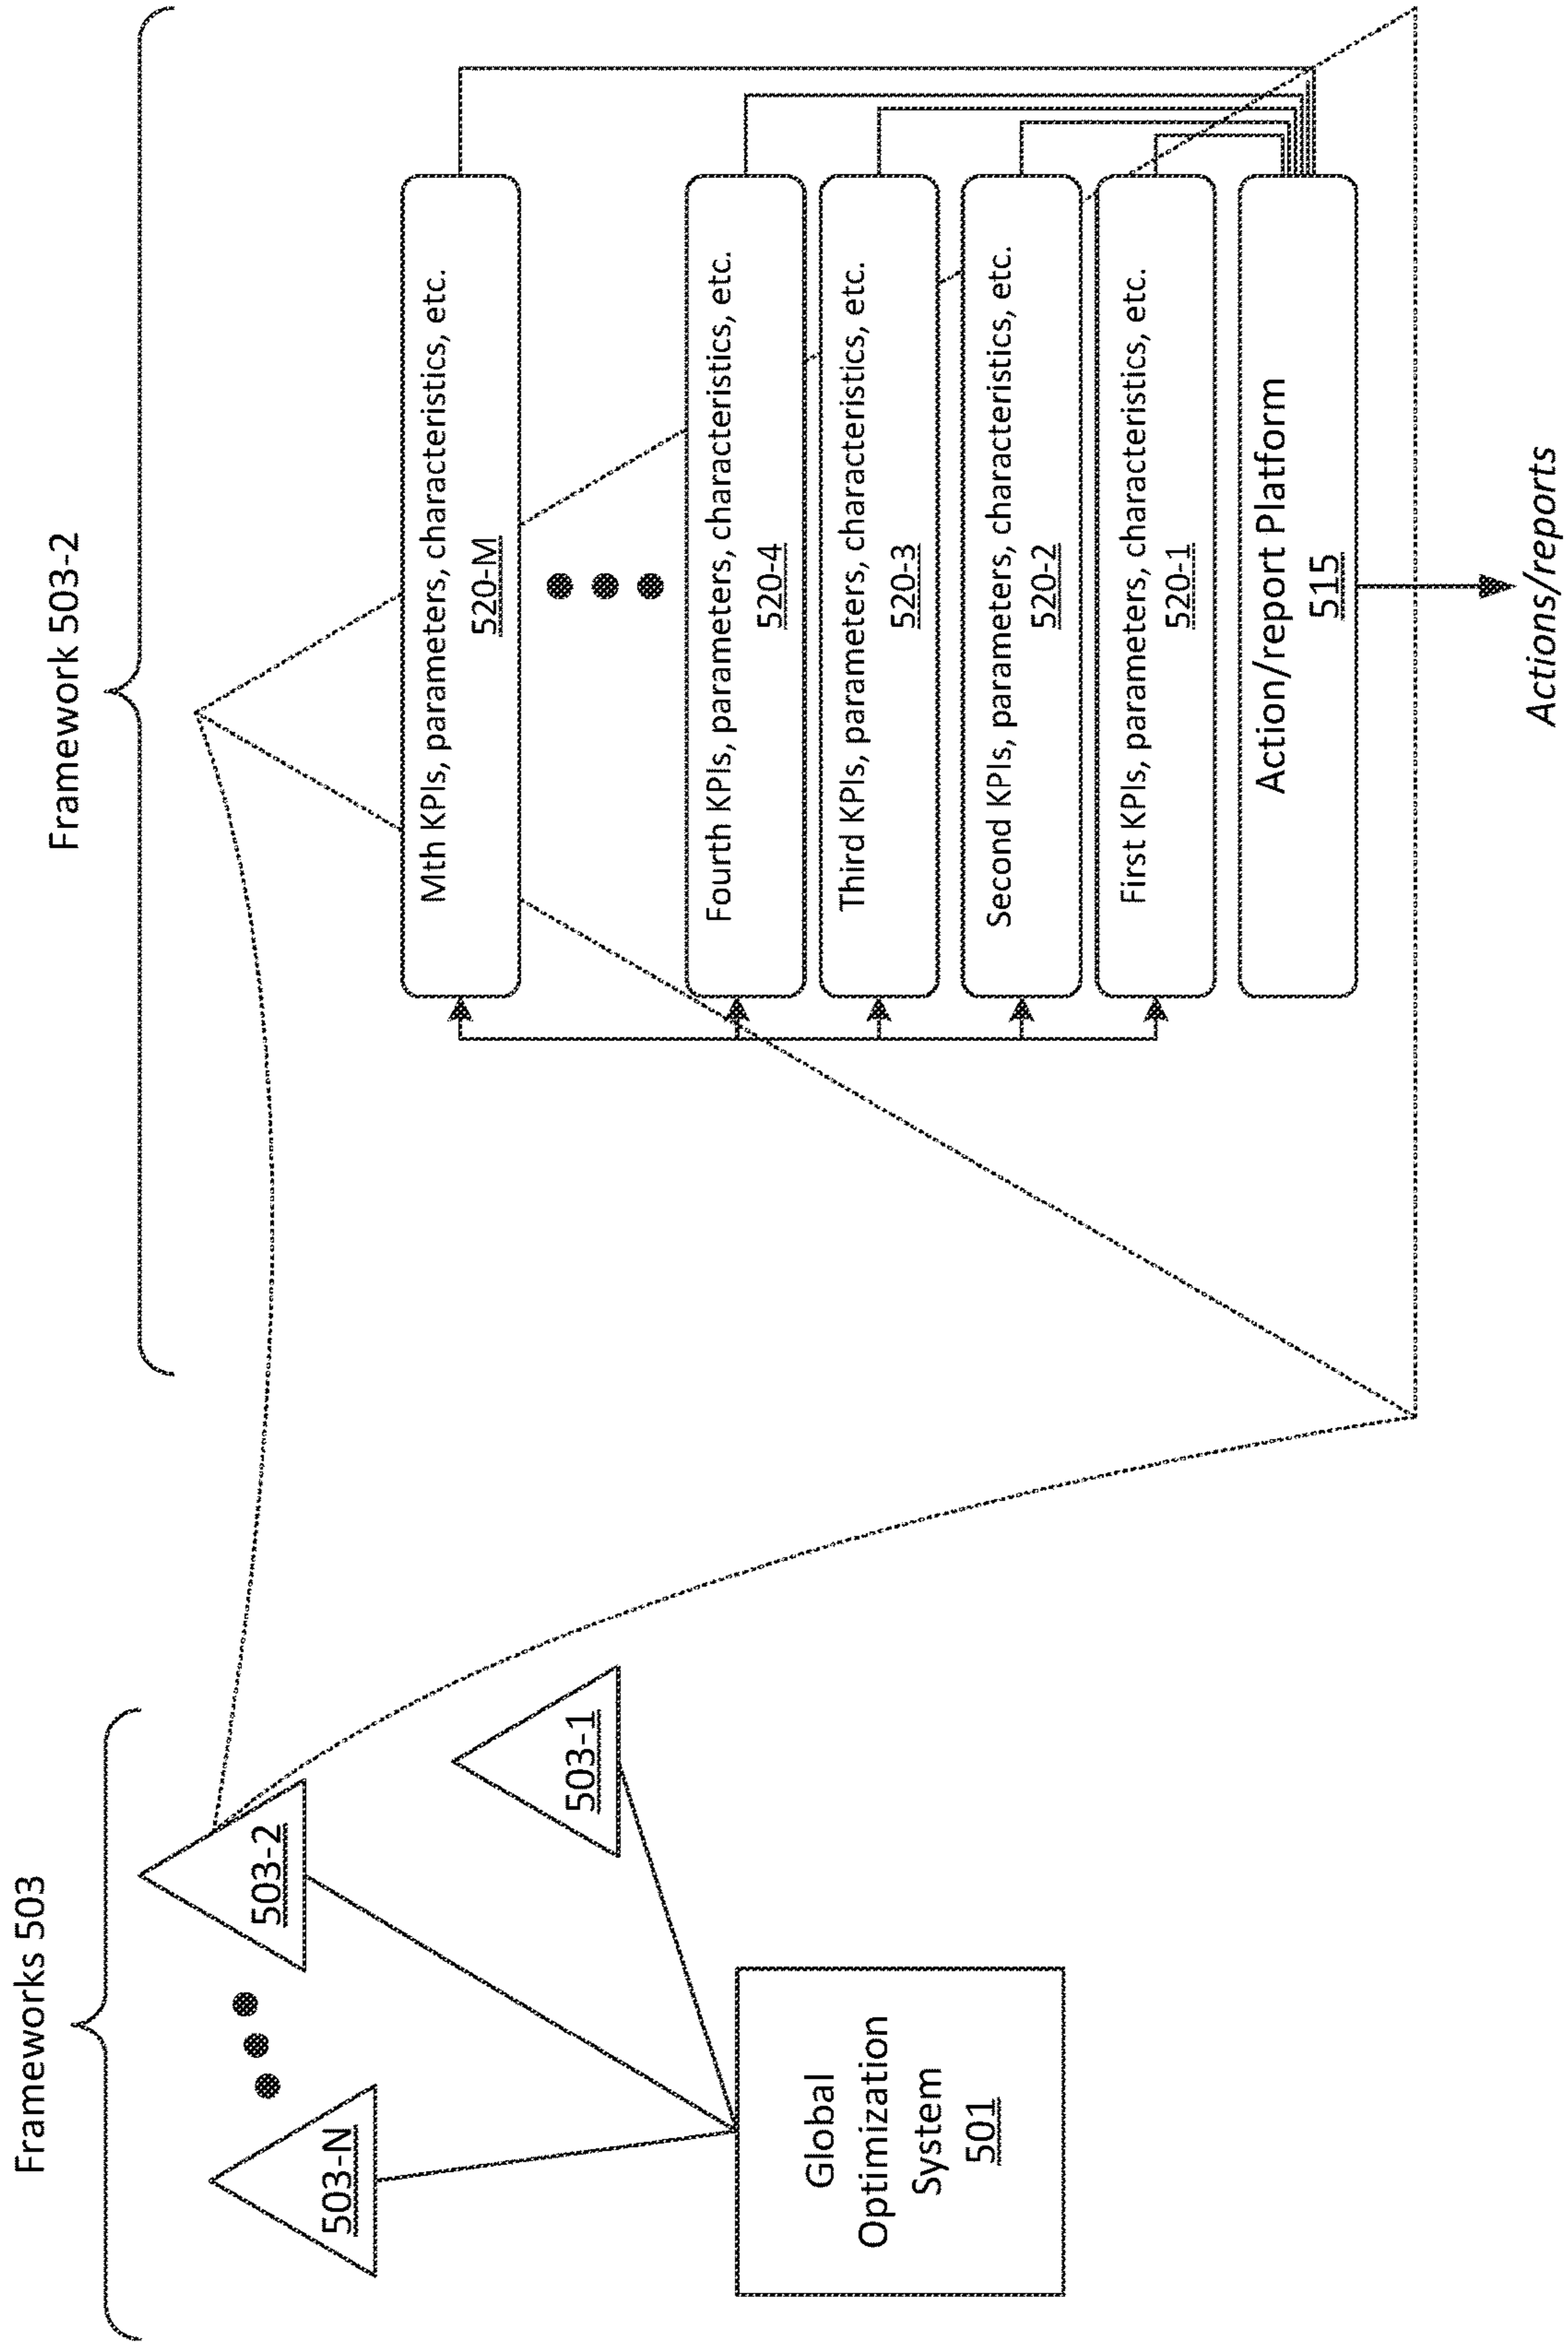 Frameworks 503
503-N
503-2
503-1
Global
Optimization
System
501
Framework 503-2
Mth KPIs, parameters, characteristics, etc.
520-M
Fourth KPIs, parameters, characteristics, etc.
520-4
Third KPIs, parameters, characteristics, etc.
520-3
Second KPIs, parameters, characteristics, etc.
520-2
First KPIs, parameters, characteristics, etc.
520-1
Action/report Platform
515
Actions/reports